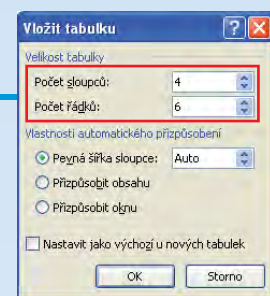 Vložit tabulku
Velikost tabulky
Počet sloupců: 4
Počet řádků: 6
Vlastnosti automatického přizpůsobení
Pevná šířka sloupce: Auto
Přizpůsobit obsahu
Přizpůsobit oknu
Nastavit jako výchozí u nových tabulek
OK Storno